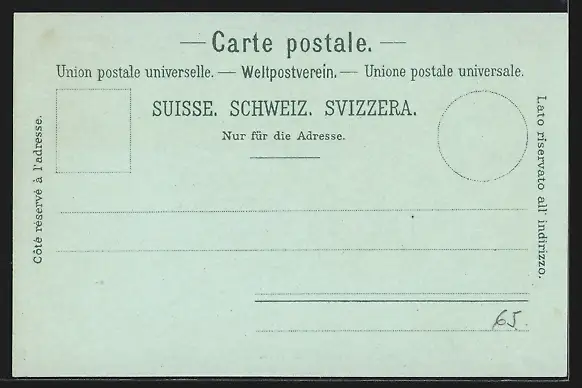 — Carte postale. —
Union postale universelle. — Weltpostverein. — Unione postale universale.
SUISSE. SCHWEIZ. SVIZZERA.
Nur für die Adresse.
Côté réservé à l'adresse.
Lato riservato all' indirizzo.
65.